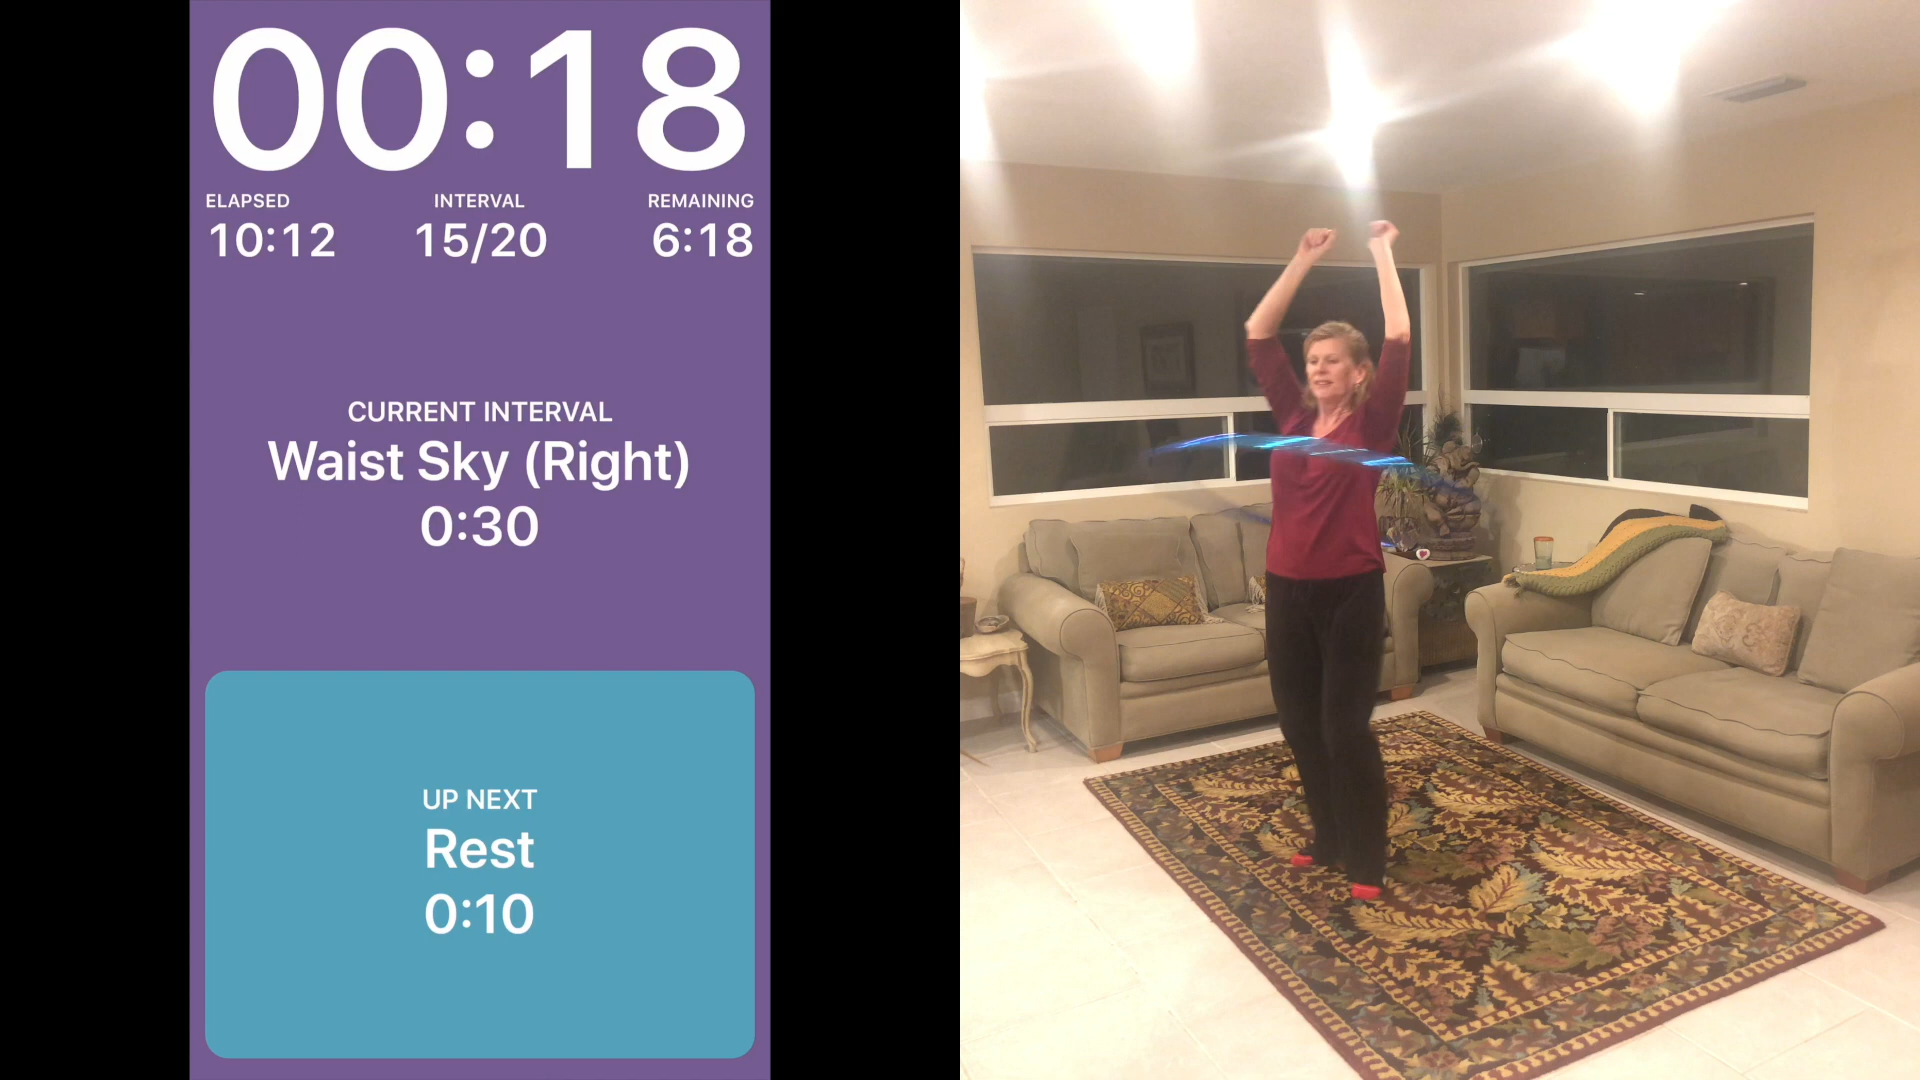 00:18
ELAPSED INTERVAL REMAINING
10:12 15/20 6:18
CURRENT INTERVAL
Waist Sky (Right)
0:30
UP NEXT
Rest
0:10